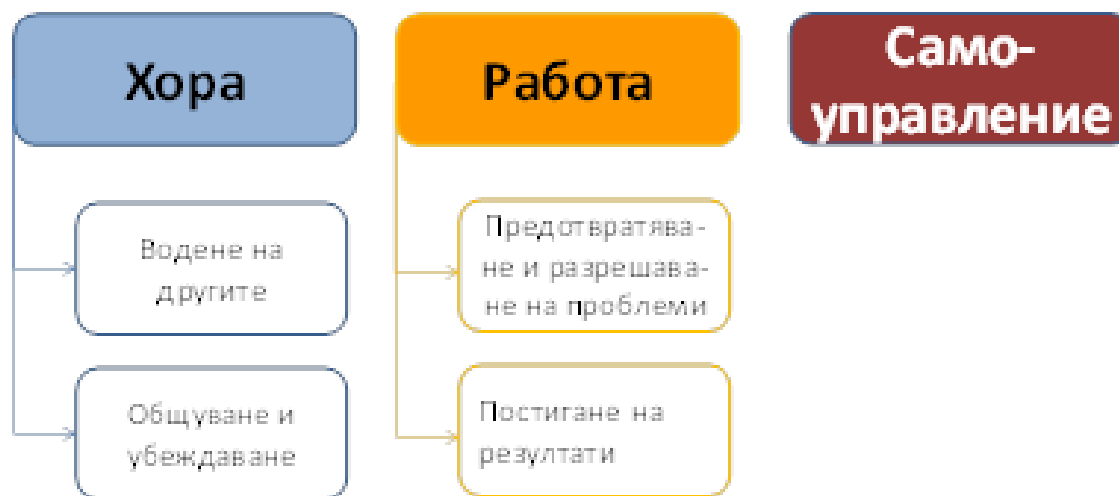 Хора
Водене на
другите
Общуване и
убеждаване
Работа
Предотвратява-
не и разрешава-
не на проблеми
Постигане на
резултати
Само-
управление